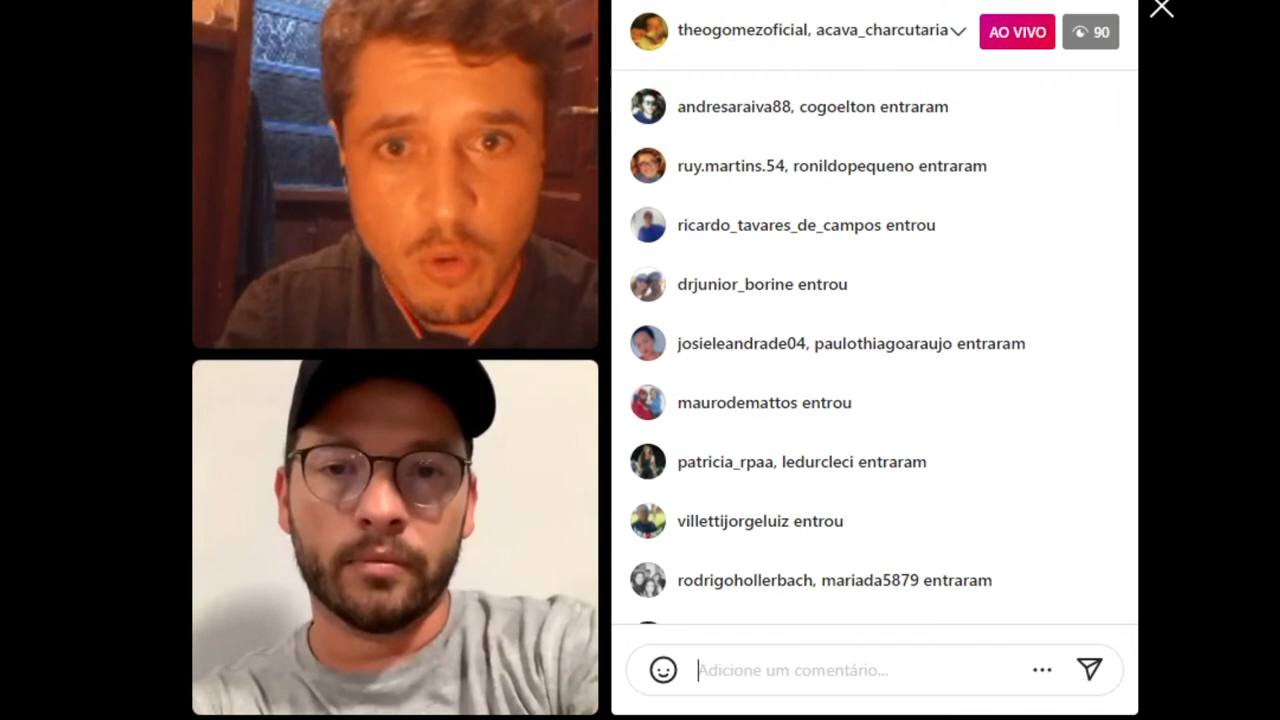 theogomezoficial, acava_charcutaria AO VIVO 90
andresaraiva88, cogoelton entraram
ruy.martins.54, ronildopequeno entraram
ricardo_tavares_de_campos entrou
drjunior_borine entrou
josieleandrade04, paulothiagoaraujo entraram
maurodemattos entrou
patricia_rpaa, ledurcleci entraram
villettijorgeluiz entrou
rodrigohollerbach, mariada5879 entraram
Adicione um comentário...